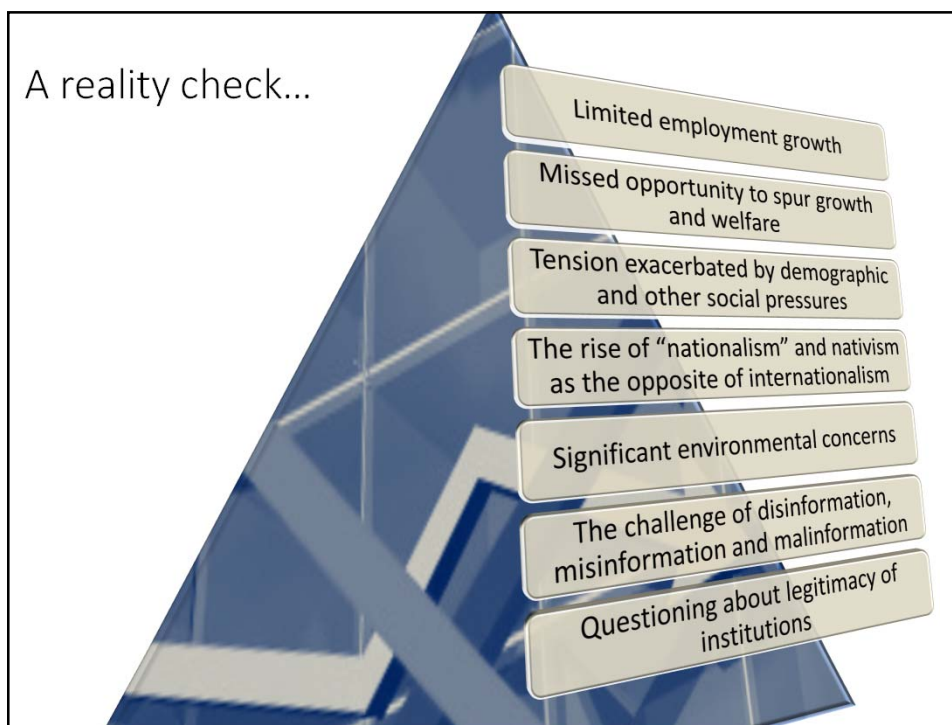 A reality check…
Limited employment growth
Missed opportunity to spur growth
and welfare
Tension exacerbated by demographic
and other social pressures
The rise of “nationalism” and nativism
as the opposite of internationalism
Significant environmental concerns
The challenge of disinformation,
misinformation and malinformation
Questioning about legitimacy of
institutions